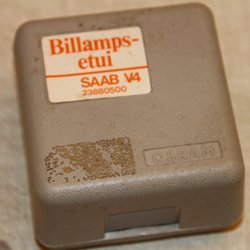 Billamps-
etui
SAAB V4
23880500
OSRAM